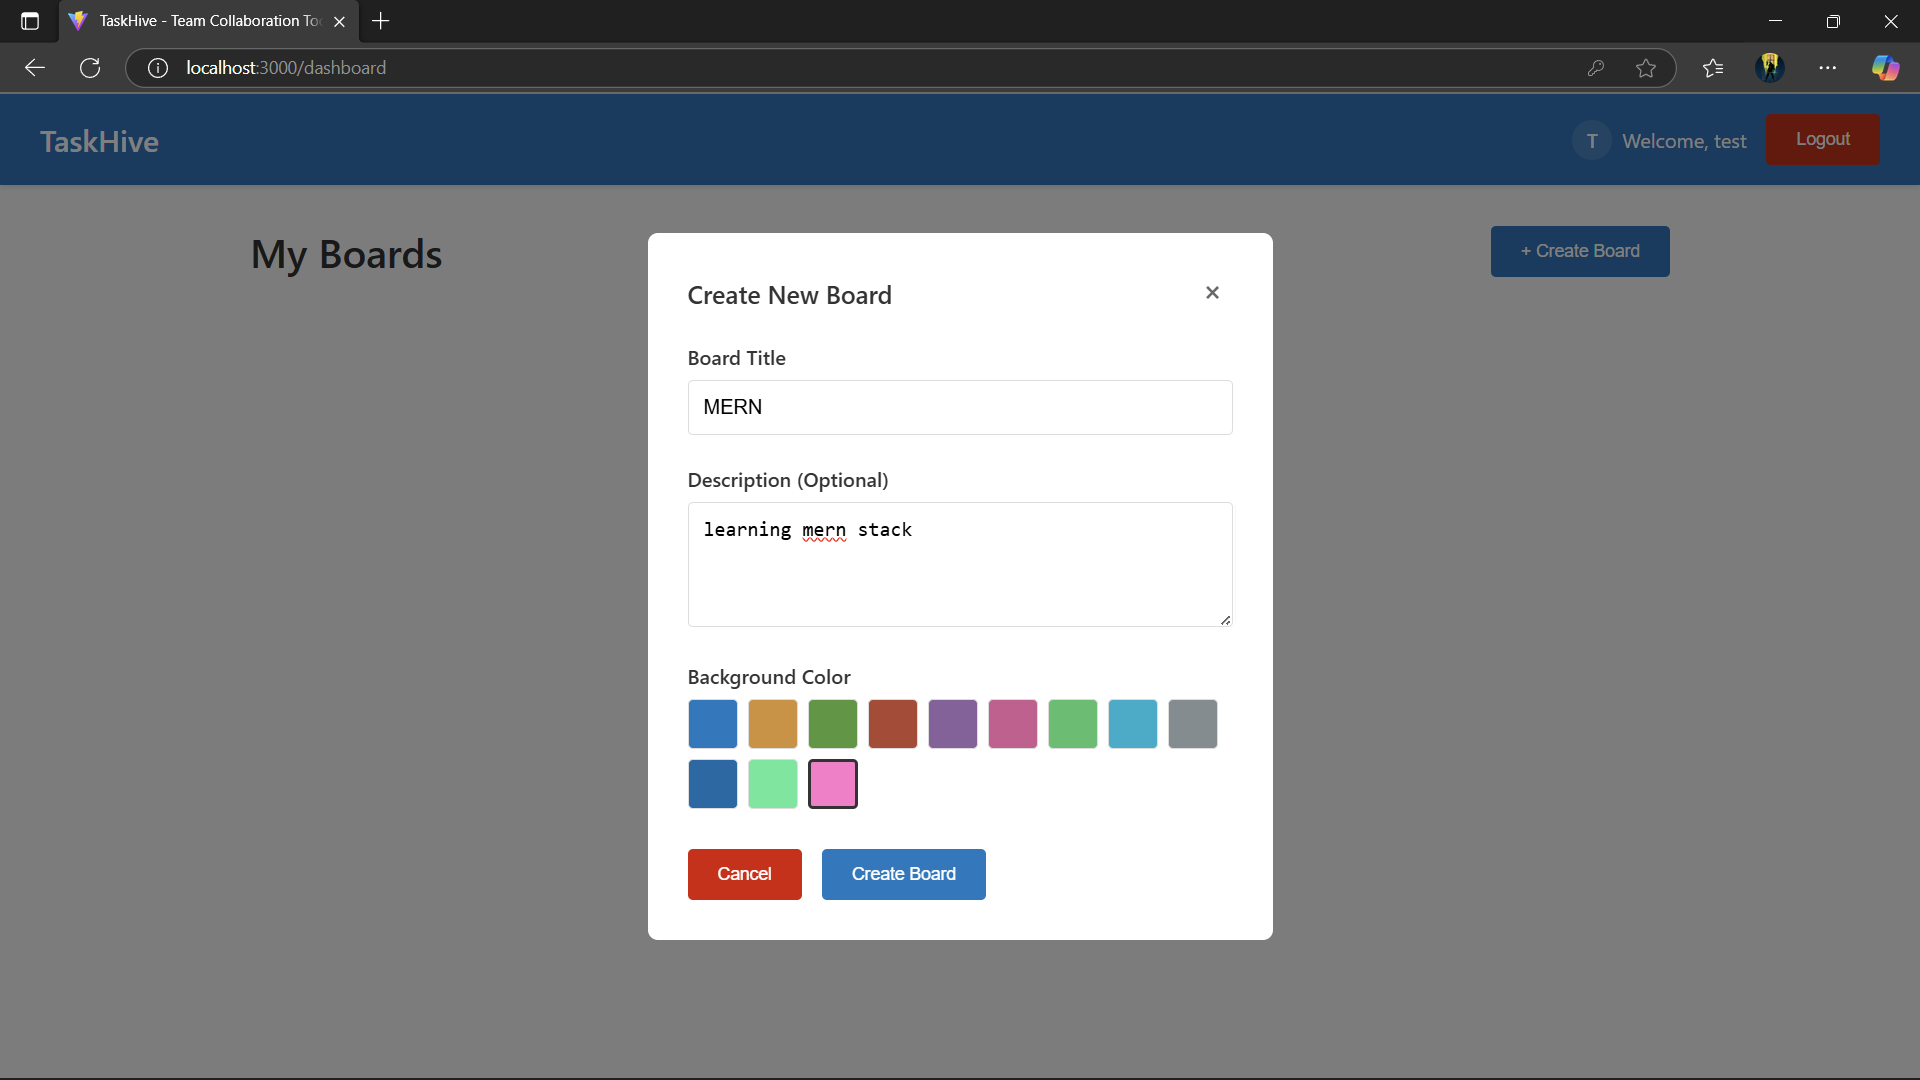 TaskHive - Team Collaboration To
localhost:3000/dashboard
TaskHive
T
Welcome, test
Logout
My Boards
+ Create Board
Create New Board
×
Board Title
MERN
Description (Optional)
learning mern stack
Background Color
Cancel
Create Board